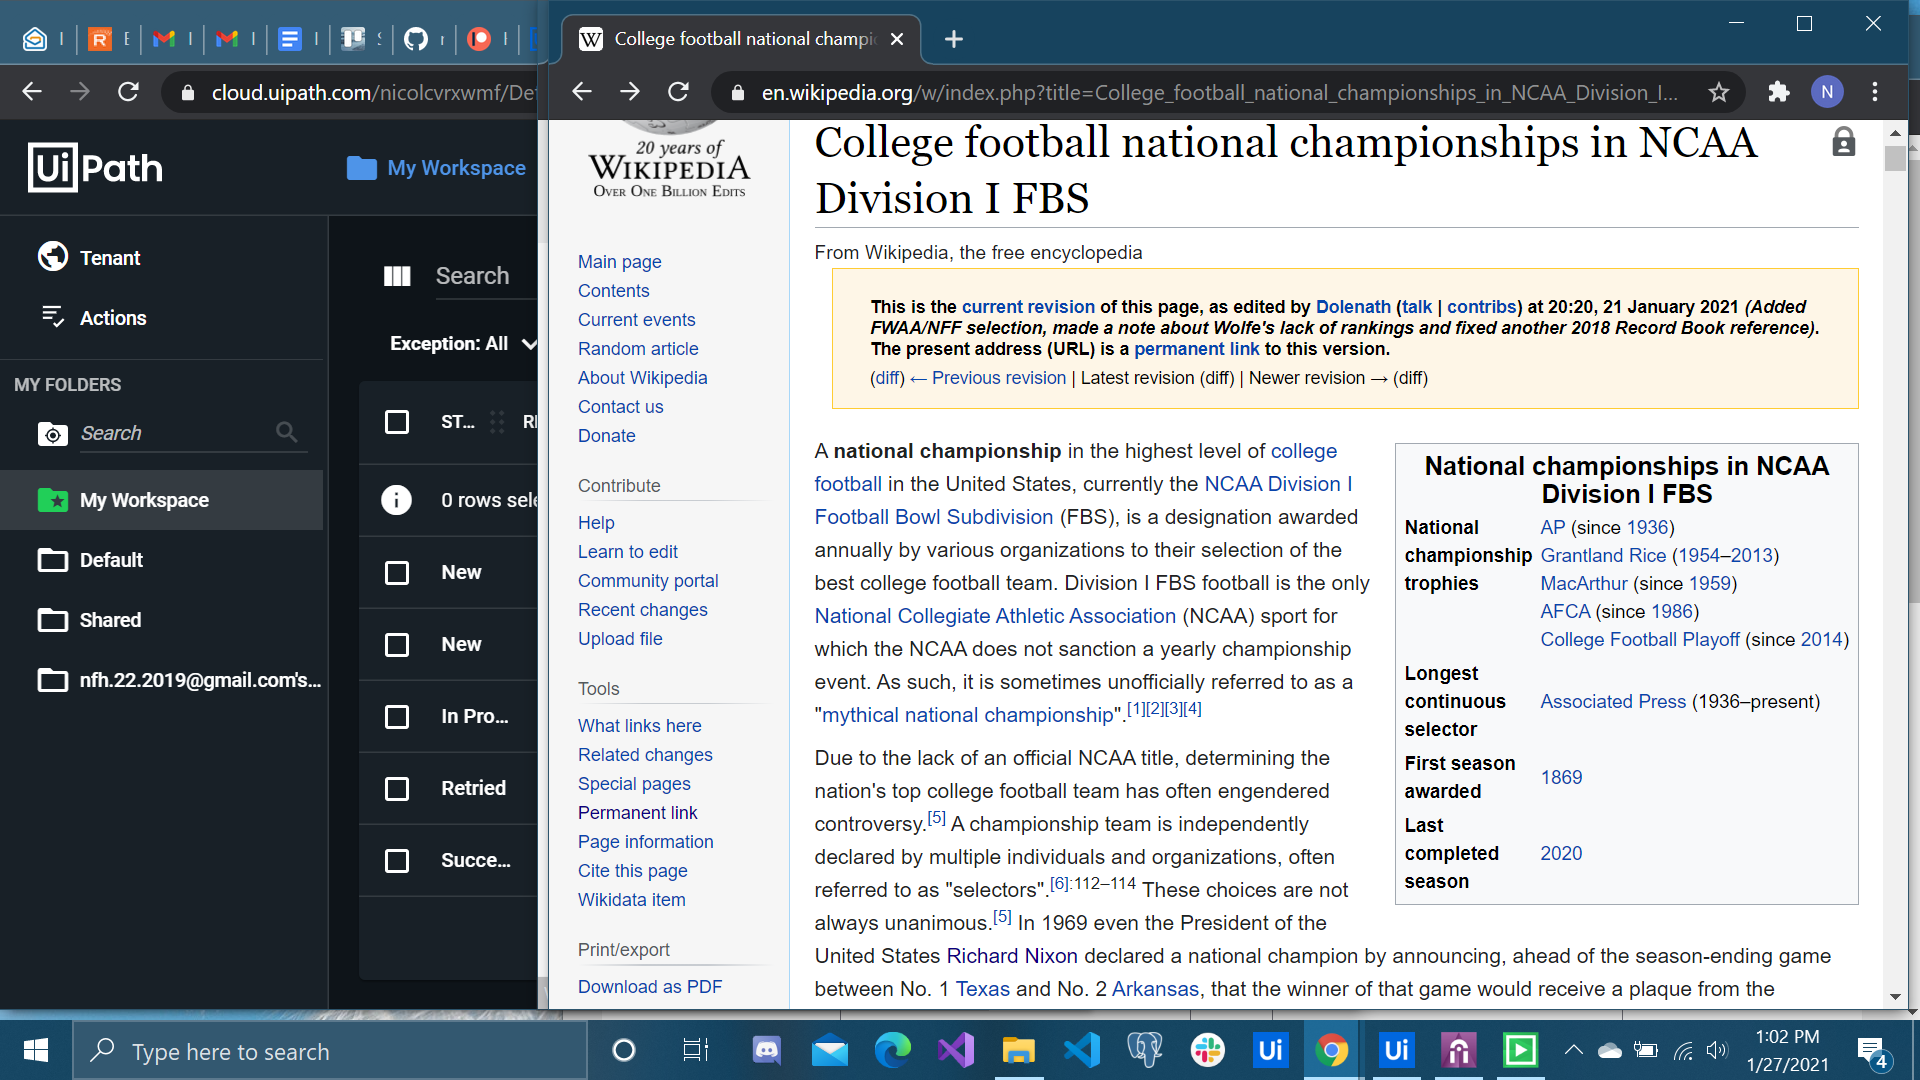 College football national champi
cloud.uipath.com/nicolcvrxwmf/De
en.wikipedia.org/w/index.php?title=College_football_national_championships_in_NCAA_Division_I...
N
UiPath
My Workspace
Tenant
Actions
MY FOLDERS
Search
My Workspace
Default
Shared
nfh.22.2019@gmail.com's...
Search
Exception: All
ST...
0 rows sele
New
New
In Pro...
Retried
Succe...
20 years of
WIKIPEDIA
OVER ONE BILLION EDITS
Main page
Contents
Current events
Random article
About Wikipedia
Contact us
Donate
Contribute
Help
Learn to edit
Community portal
Recent changes
Upload file
Tools
What links here
Related changes
Special pages
Permanent link
Page information
Cite this page
Wikidata item
Print/export
Download as PDF
College football national championships in NCAA
Division I FBS
From Wikipedia, the free encyclopedia
This is the current revision of this page, as edited by Dolenath (talk | contribs) at 20:20, 21 January 2021 (Added
FWAA/NFF selection, made a note about Wolfe's lack of rankings and fixed another 2018 Record Book reference).
The present address (URL) is a permanent link to this version.
(diff) ← Previous revision | Latest revision (diff) | Newer revision → (diff)
A national championship in the highest level of college
football in the United States, currently the NCAA Division I
Football Bowl Subdivision (FBS), is a designation awarded
annually by various organizations to their selection of the
best college football team. Division I FBS football is the only
National Collegiate Athletic Association (NCAA) sport for
which the NCAA does not sanction a yearly championship
event. As such, it is sometimes unofficially referred to as a
"mythical national championship".[1][2][3][4]
Due to the lack of an official NCAA title, determining the
nation's top college football team has often engendered
controversy.[5] A championship team is independently
declared by multiple individuals and organizations, often
referred to as "selectors".[6]:112–114 These choices are not
always unanimous.[5] In 1969 even the President of the
United States Richard Nixon declared a national champion by announcing, ahead of the season-ending game
between No. 1 Texas and No. 2 Arkansas, that the winner of that game would receive a plaque from the
National championships in NCAA
Division I FBS
National championship trophies
AP (since 1936)
Grantland Rice (1954–2013)
MacArthur (since 1959)
AFCA (since 1986)
College Football Playoff (since 2014)
Longest continuous selector
Associated Press (1936–present)
First season awarded
1869
Last completed season
2020
Type here to search
Ui
Ui
1:02 PM
1/27/2021
4